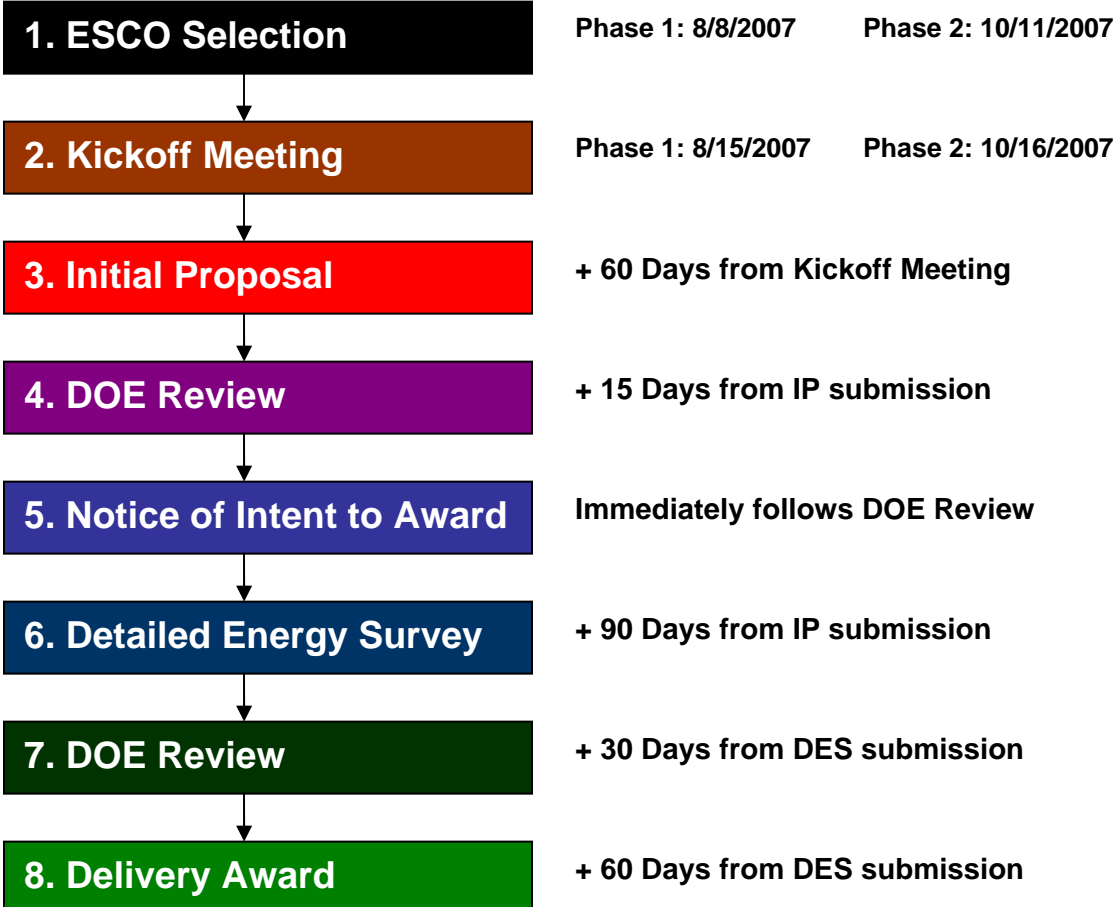 1. ESCO Selection
Phase 1: 8/8/2007 Phase 2: 10/11/2007
2. Kickoff Meeting
Phase 1: 8/15/2007 Phase 2: 10/16/2007
3. Initial Proposal
+ 60 Days from Kickoff Meeting
4. DOE Review
+ 15 Days from IP submission
5. Notice of Intent to Award
Immediately follows DOE Review
6. Detailed Energy Survey
+ 90 Days from IP submission
7. DOE Review
+ 30 Days from DES submission
8. Delivery Award
+ 60 Days from DES submission